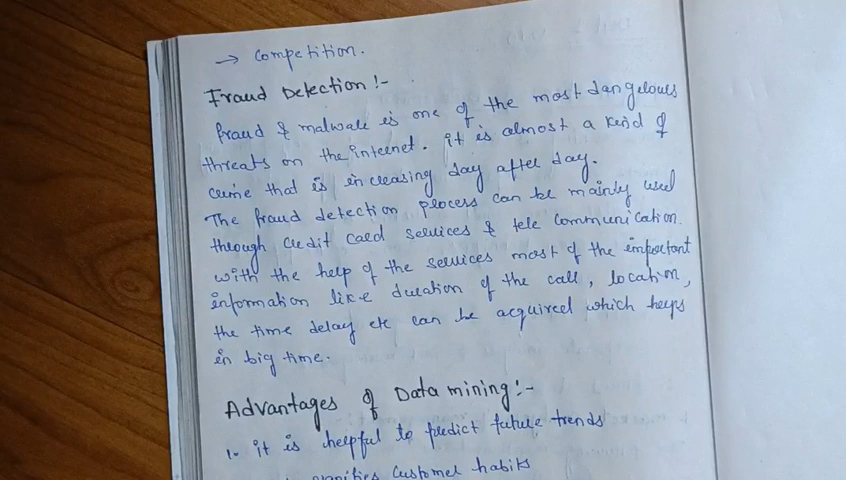 → Competition.
Fraud Detection :-
fraud & malware is one of the most dangerous
threats on the internet. it is almost a kind of
crime that is increasing day after day.
The fraud detection process can be mainly used
through credit card services & tele communication.
with the help of the services most of the important
information like duration of the call, location,
the time delay etc can be acquired which helps
in big time.
Advantages of Data mining :-
1. it is helpful to predict future trends
customer habits